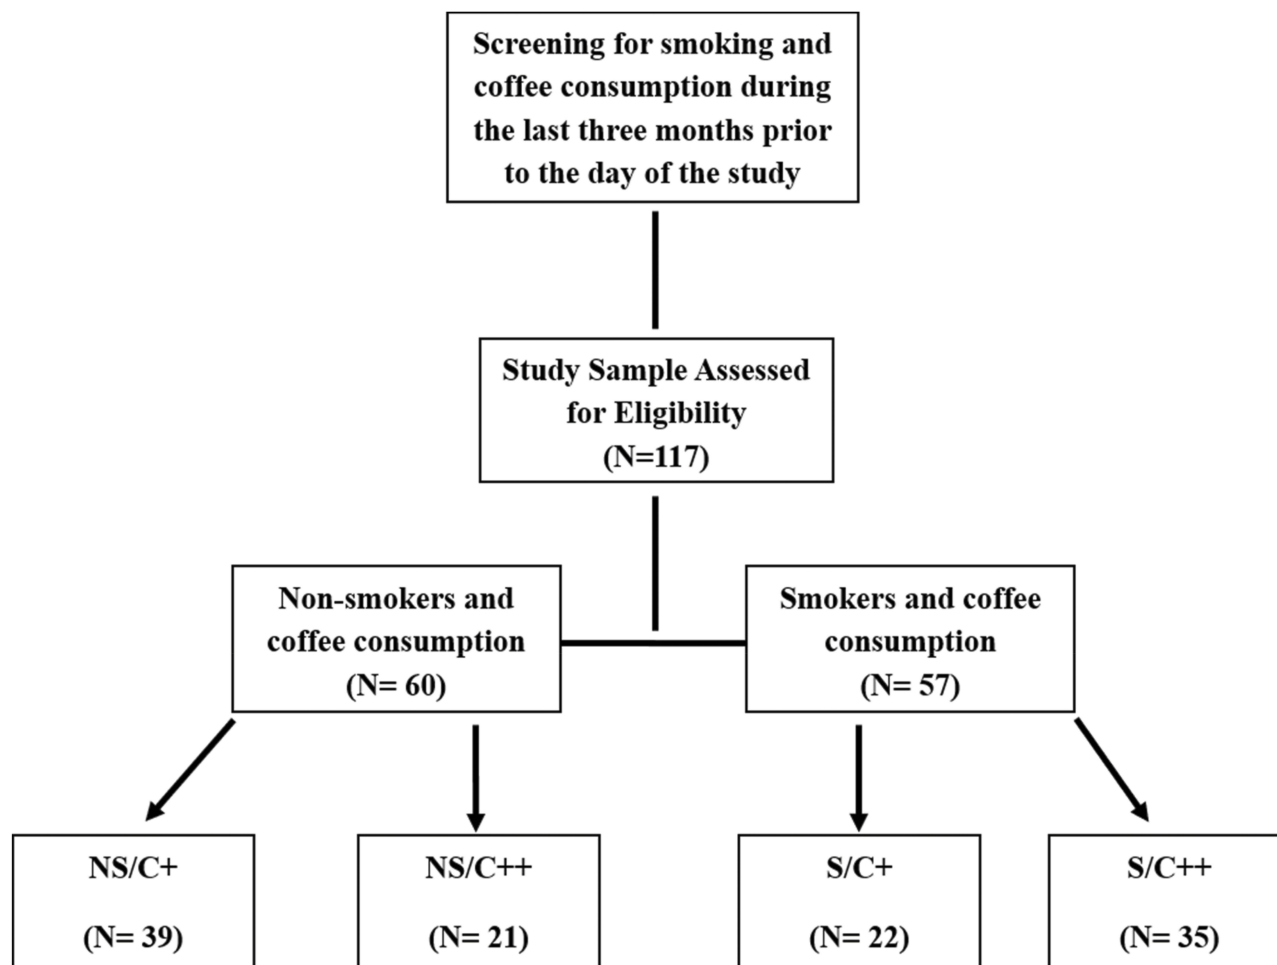 Screening for smoking and
coffee consumption during
the last three months prior
to the day of the study
Study Sample Assessed
for Eligibility
(N=117)
Non-smokers and
coffee consumption
(N= 60)
Smokers and coffee
consumption
(N= 57)
NS/C+
(N= 39)
NS/C++
(N= 21)
S/C+
(N= 22)
S/C++
(N= 35)